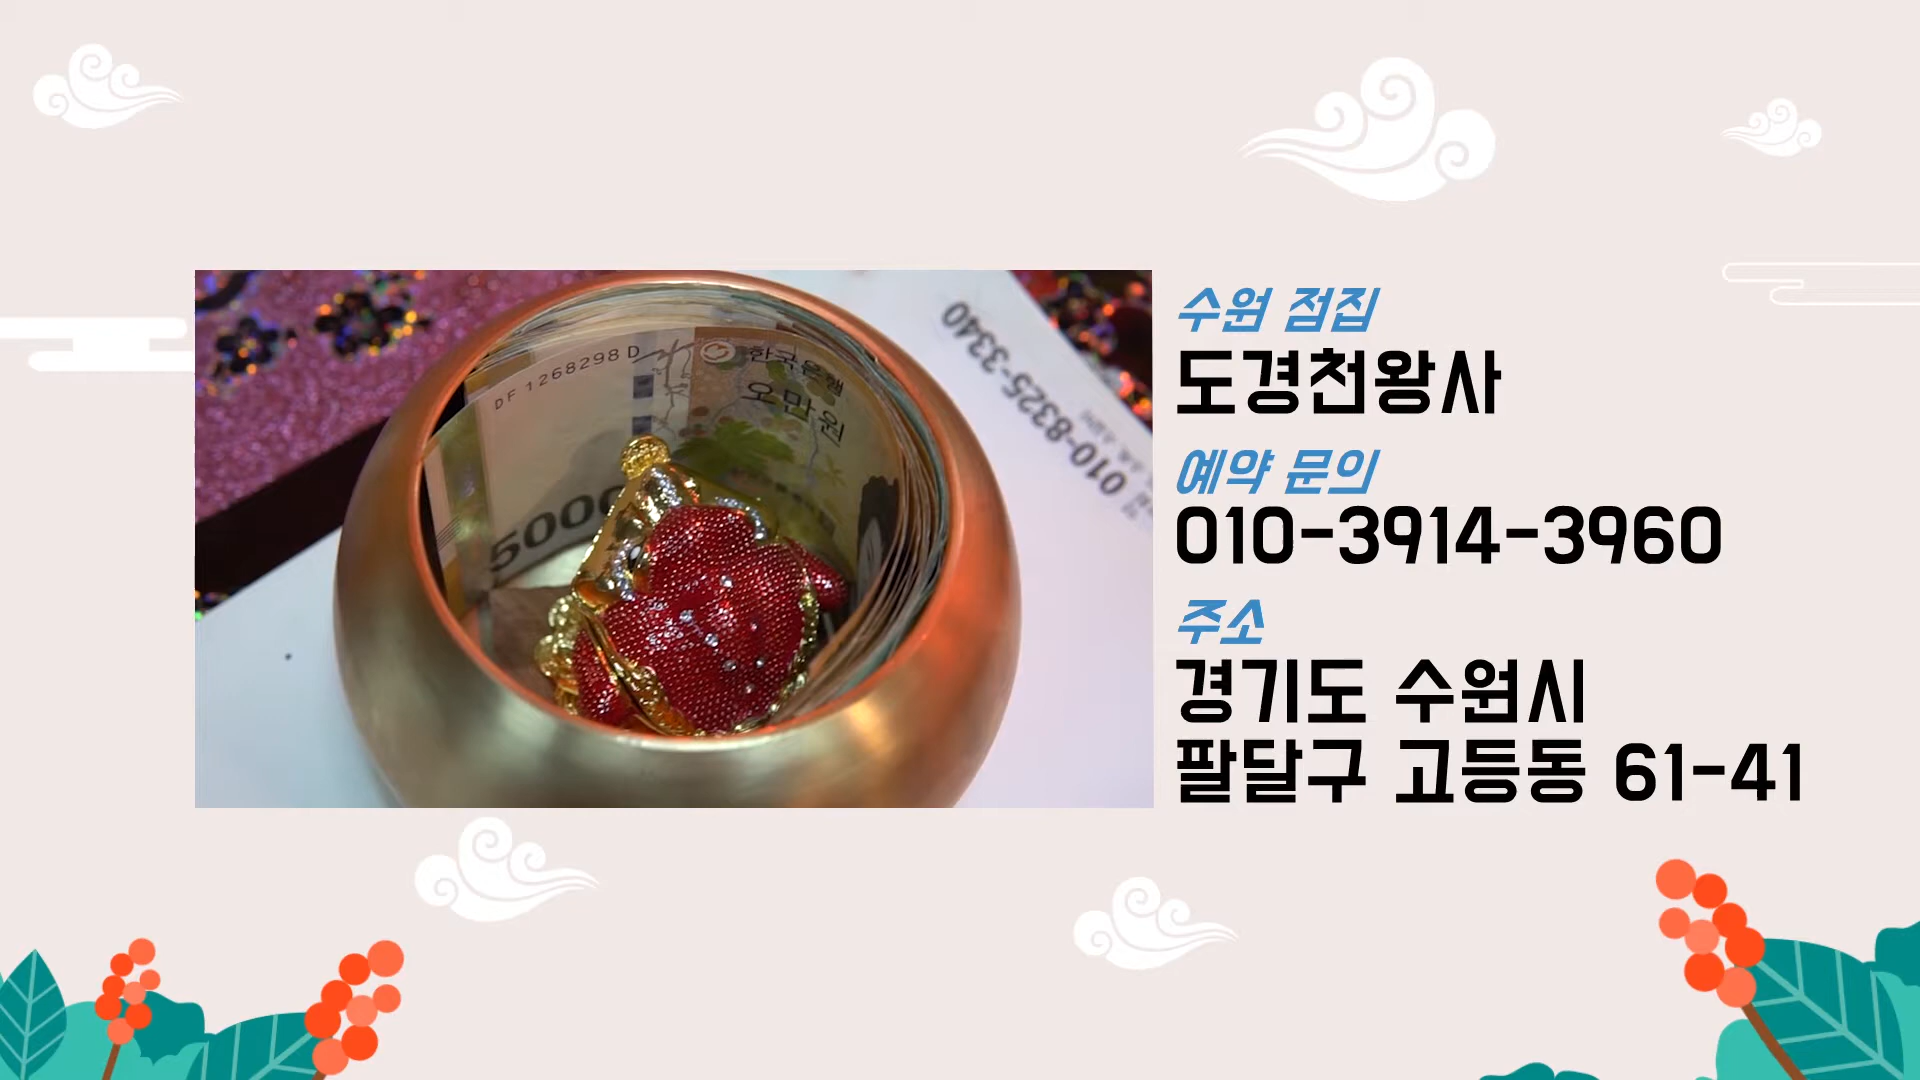 수원 점집
도경천왕사
예약 문의
010-3914-3960
주소
경기도 수원시
팔달구 고등동 61-41
DF 1268298 D
한국은행
오만원
5000
010-8325-3340